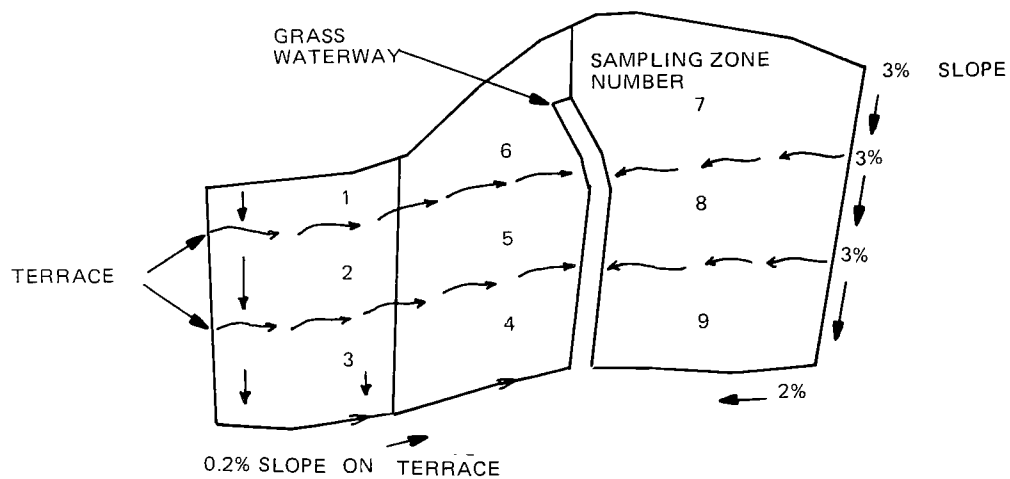 GRASS
WATERWAY
SAMPLING ZONE
NUMBER
3% SLOPE
7
6
3%
1
8
5
3%
TERRACE
2
4
9
3
2%
0.2% SLOPE ON TERRACE